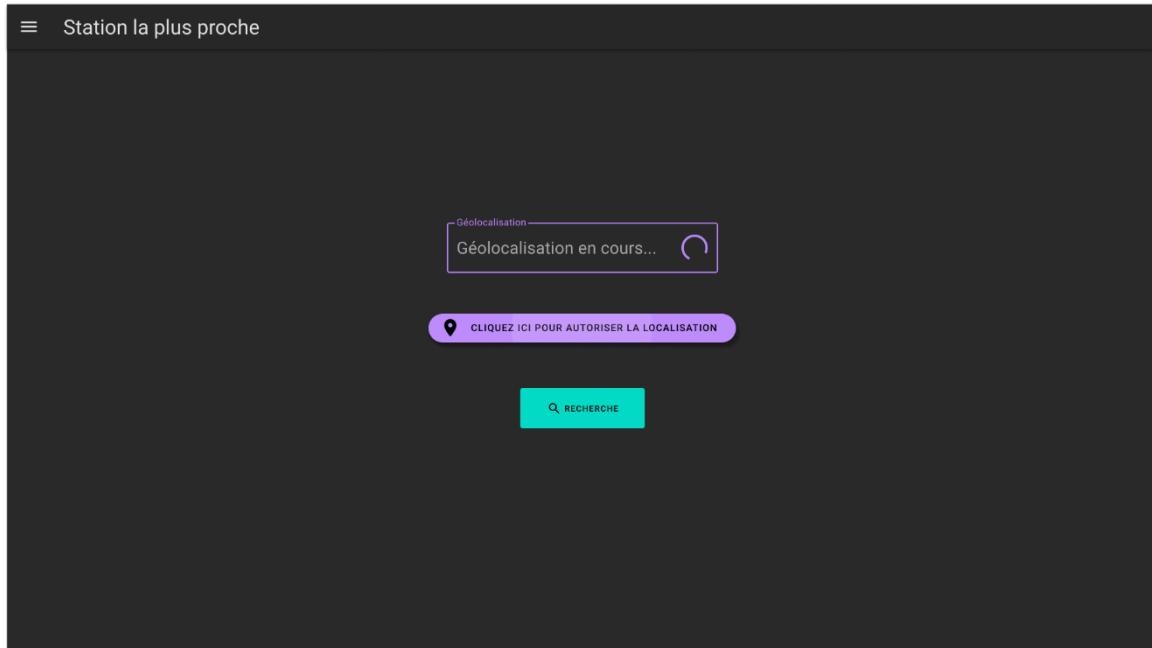 Station la plus proche
Géolocalisation
Géolocalisation en cours...
CLIQUEZ ICI POUR AUTORISER LA LOCALISATION
RECHERCHE